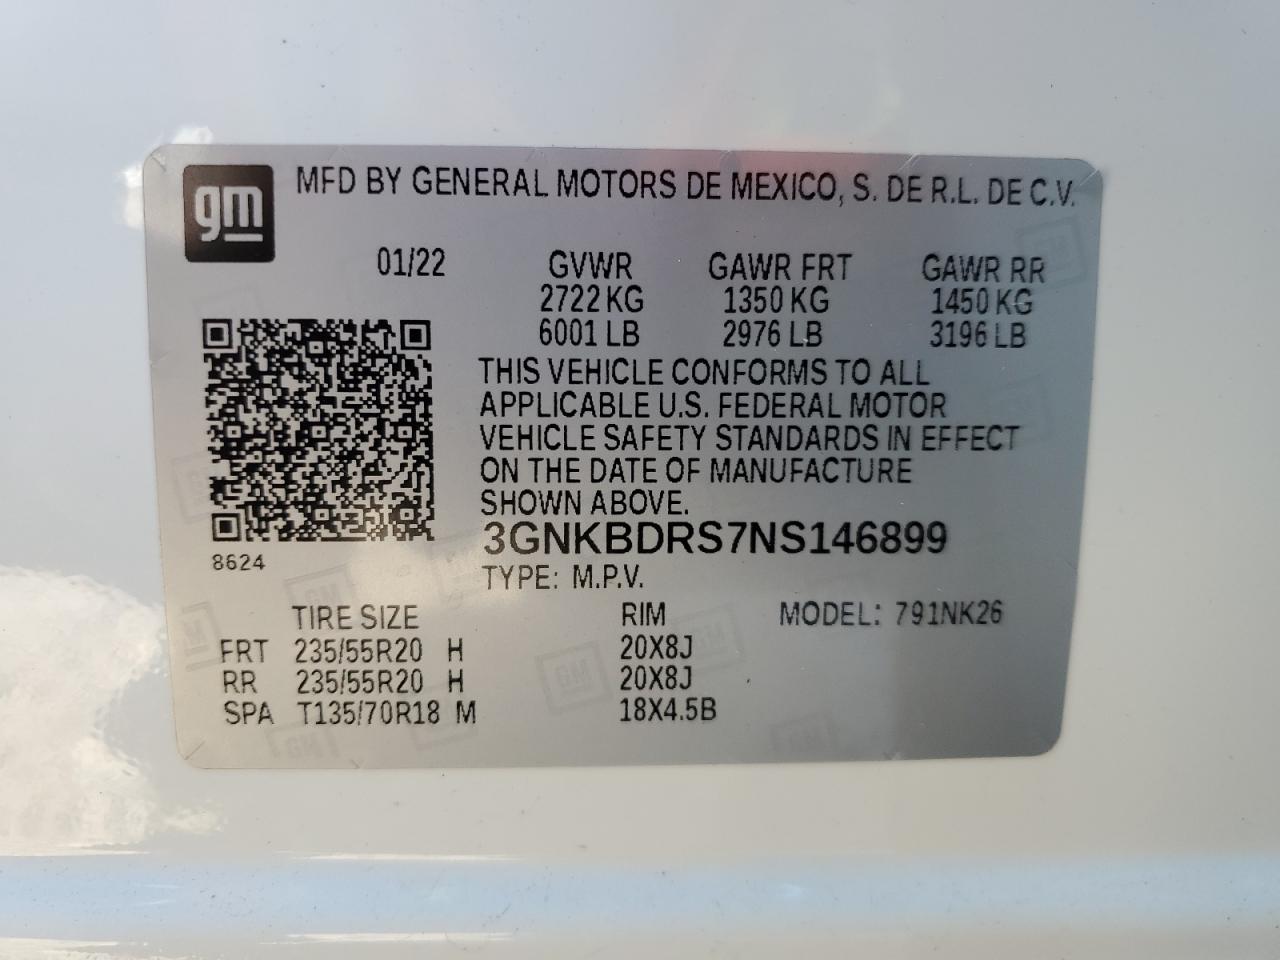 gm MFD BY GENERAL MOTORS DE MEXICO, S. DE R.L. DE C.V.
01/22 GVWR GAWR FRT GAWR RR
2722 KG 1350 KG 1450 KG
6001 LB 2976 LB 3196 LB
THIS VEHICLE CONFORMS TO ALL
APPLICABLE U.S. FEDERAL MOTOR
VEHICLE SAFETY STANDARDS IN EFFECT
ON THE DATE OF MANUFACTURE
SHOWN ABOVE.
3GNKBDRS7NS146899
8624
TYPE: M.P.V.
TIRE SIZE RIM MODEL: 791NK26
FRT 235/55R20 H 20X8J
RR 235/55R20 H 20X8J
SPA T135/70R18 M 18X4.5B